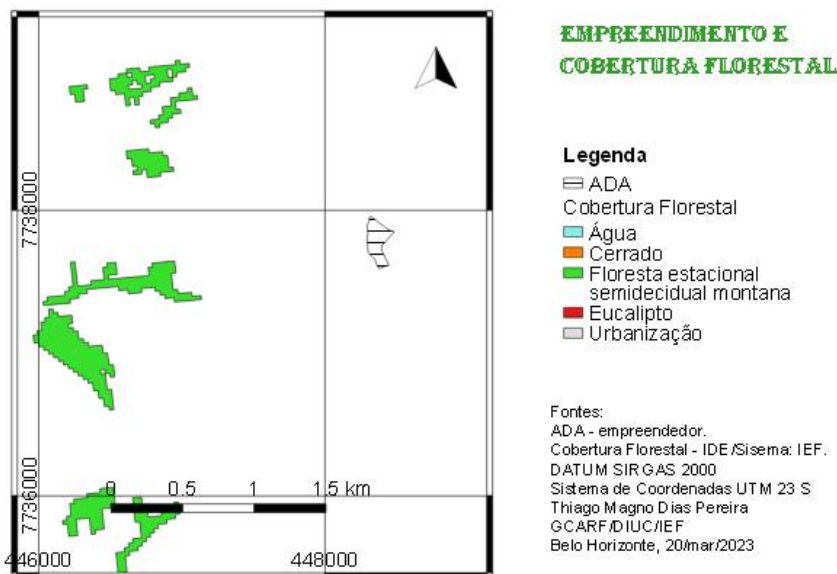 EMPREENDIMENTO E
COBERTURA FLORESTAL
Legenda
ADA
Cobertura Florestal
Água
Cerrado
Floresta estacional
semidecidual montana
Eucalipto
Urbanização
Fontes:
ADA - empreendedor.
Cobertura Florestal - IDE/Sisema: IEF.
DATUM SIRGAS 2000
Sistema de Coordenadas UTM 23 S
Thiago Magno Dias Pereira
GCARF/DIUC/IEF
Belo Horizonte, 20/mar/2023
7738000
7736000
0 0.5 1 1.5 km
446000 448000